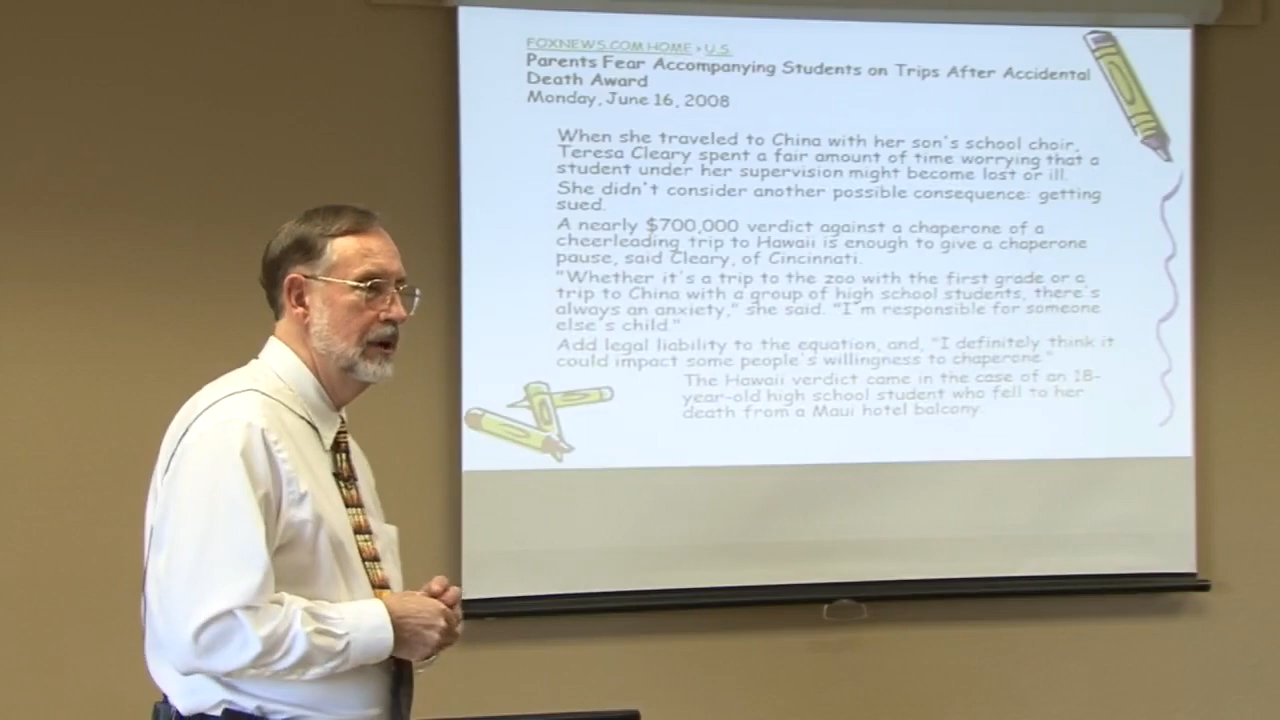 FOXNEWS.COM HOME > U.S.
Parents Fear Accompanying Students on Trips After Accidental
Death Award
Monday, June 16, 2008
When she traveled to China with her son's school choir,
Teresa Cleary spent a fair amount of time worrying that a
student under her supervision might become lost or ill.
She didn't consider another possible consequence: getting
sued.
A nearly $700,000 verdict against a chaperone of a
cheerleading trip to Hawaii is enough to give a chaperone
pause, said Cleary, of Cincinnati.
"Whether it's a trip to the zoo with the first grade or a
trip to China with a group of high school students, there's
always an anxiety," she said. "I'm responsible for someone
else's child."
Add legal liability to the equation, and, "I definitely think it
could impact some people's willingness to chaperone."
The Hawaii verdict came in the case of an 18-
year-old high school student who fell to her
death from a Maui hotel balcony.